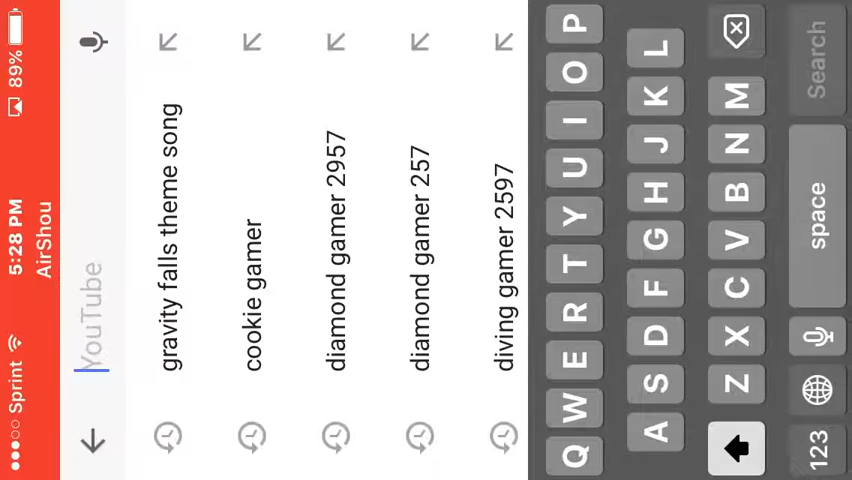 Sprint 5:28 PM 89%
AirShou
YouTube
gravity falls theme song
cookie gamer
diamond gamer 2957
diamond gamer 257
diving gamer 2597
Q W E R T Y U I O P
A S D F G H J K L
Z X C V B N M
123 space Search